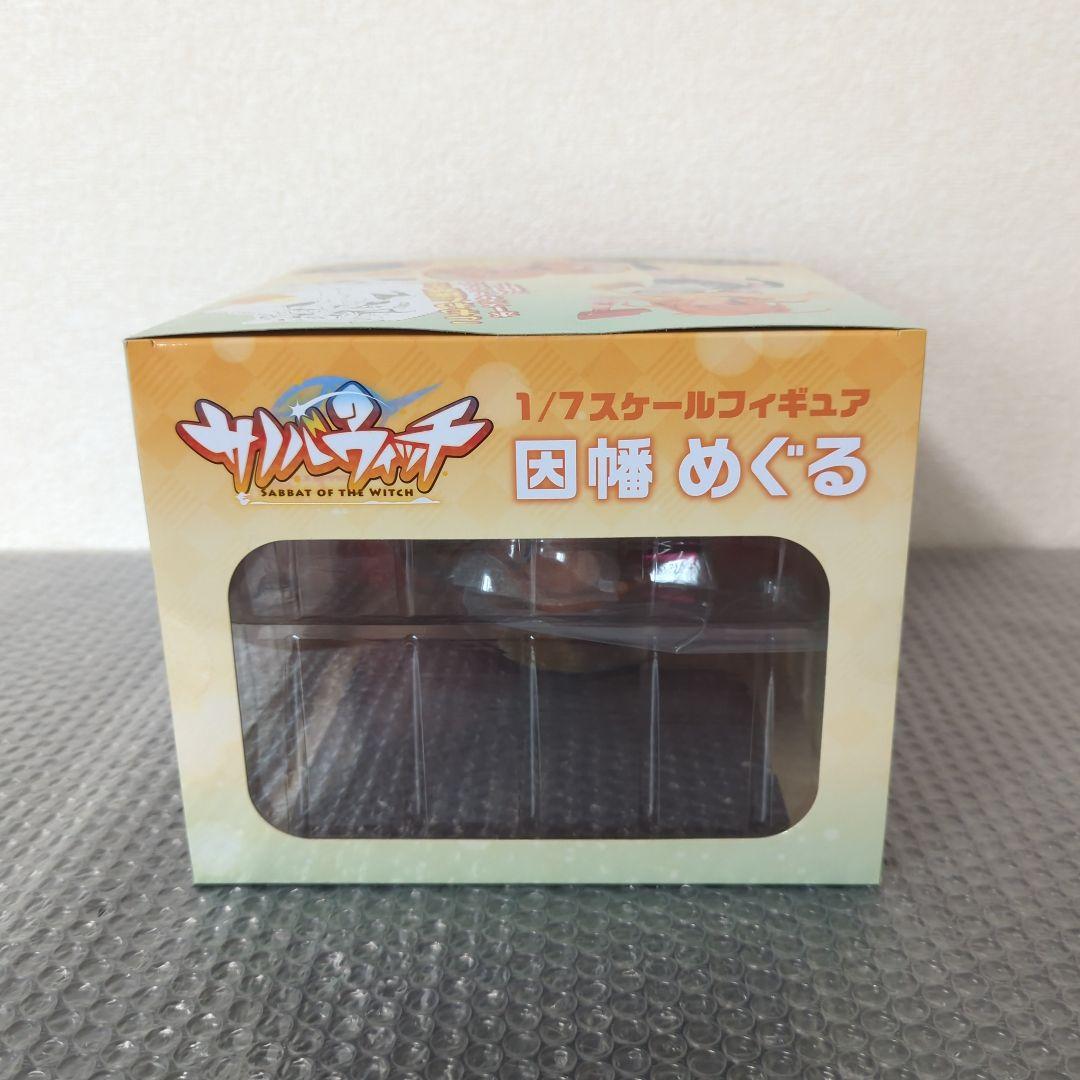 サノバウィッチ
SABBAT OF THE WITCH
1/7スケールフィギュア
因幡 めぐる